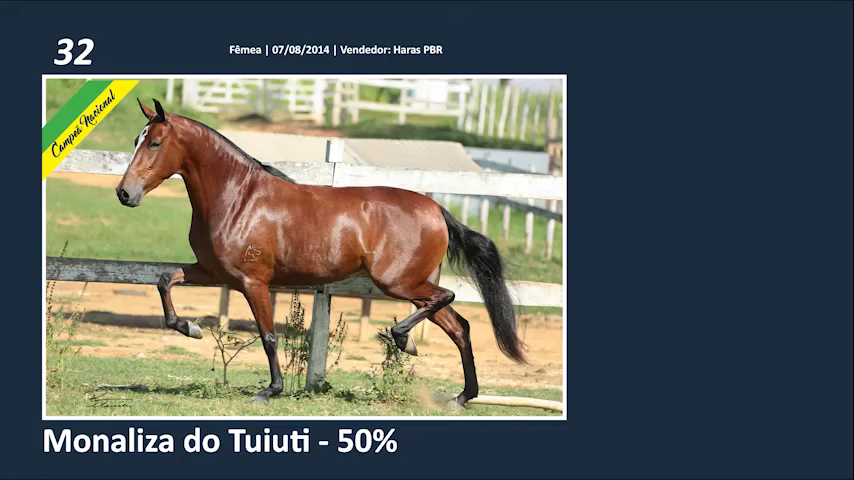 32
Fêmea | 07/08/2014 | Vendedor: Haras PBR
Campeã Nacional
Monaliza do Tuiuti - 50%